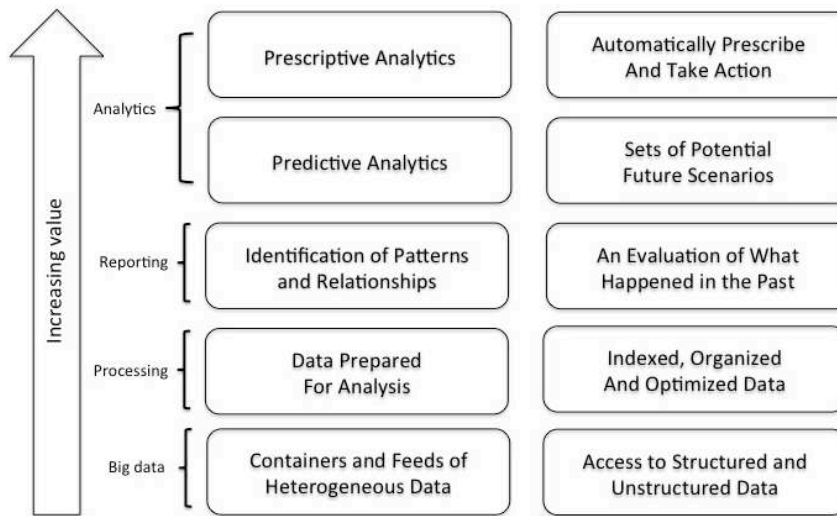 Prescriptive Analytics
Automatically Prescribe
And Take Action
Analytics
Predictive Analytics
Sets of Potential
Future Scenarios
Increasing value
Reporting
Identification of Patterns
and Relationships
An Evaluation of What
Happened in the Past
Processing
Data Prepared
For Analysis
Indexed, Organized
And Optimized Data
Big data
Containers and Feeds of
Heterogeneous Data
Access to Structured and
Unstructured Data